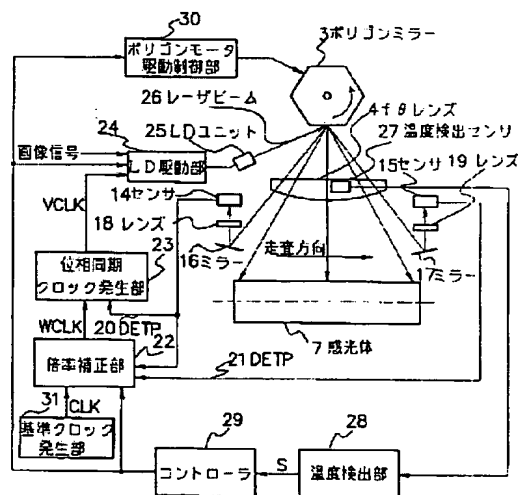 30
3ポリゴンミラー
ポリゴンモータ
駆動制御部
26レーザビーム
4fθレンズ
24
25LDユニット
27温度検出センサ
画像信号
LD駆動部
14センサ
15センサ
19レンズ
VCLK
18レンズ
走査方向
16ミラー
17ミラー
位相同期
クロック発生部
23
WCLK
20DETP
22
7感光体
倍率補正部
21DETP
31
CLK
基準クロック
発生部
29
28
コントローラ
S
温度検出部